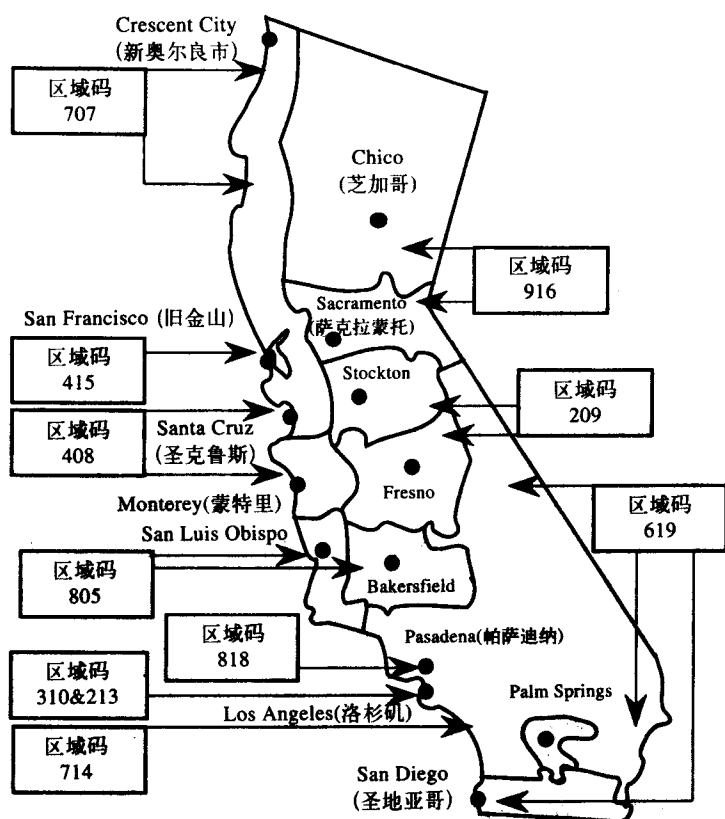 Crescent City
(新奥尔良市)
区域码
707
Chico
(芝加哥)
区域码
916
Sacramento
(萨克拉蒙托)
San Francisco (旧金山)
区域码
415
Stockton
区域码
209
Santa Cruz
(圣克鲁斯)
区域码
408
Fresno
Monterey(蒙特里)
区域码
619
San Luis Obispo
区域码
805
Bakersfield
Pasadena(帕萨迪纳)
区域码
818
区域码
310&213
Palm Springs
Los Angeles(洛杉矶)
区域码
714
San Diego
(圣地亚哥)